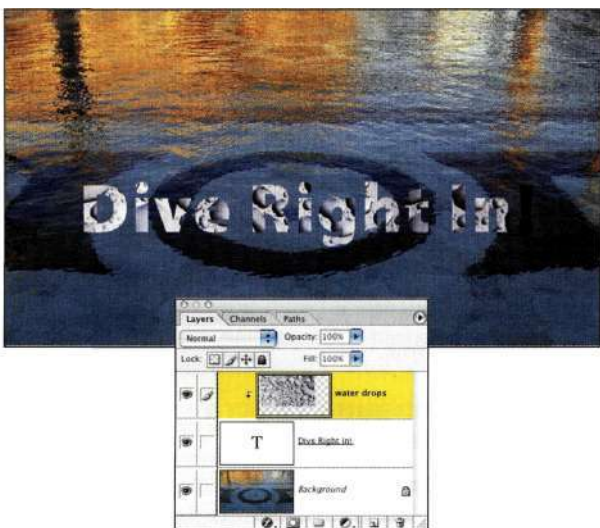 Dive Right In!
Layers Channels Paths
Normal Opacity: 100%
Lock: Fill: 100%
water drops
T Dive Right In!
Background